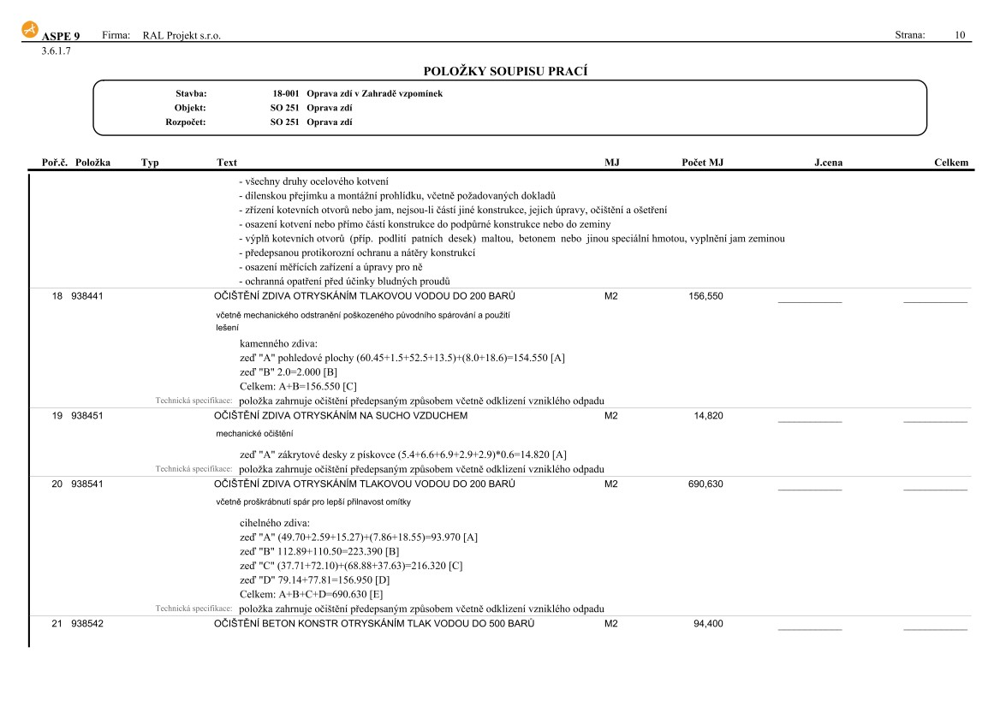 ASPE 9 Firma: RAL Projekt s.r.o. Strana: 10
3.6.1.7
POLOŽKY SOUPISU PRACÍ
Stavba: 18-001 Oprava zdí v Zahradě vzpomínek
Objekt: SO 251 Oprava zdí
Rozpočet: SO 251 Oprava zdí
Poř.č. Položka Typ Text MJ Počet MJ J.cena Celkem
- všechny druhy ocelového kotvení
- dílenskou přejímku a montážní prohlídku, včetně požadovaných dokladů
- zřízení kotevních otvorů nebo jam, nejsou-li částí jiné konstrukce, jejich úpravy, očištění a ošetření
- osazení kotvení nebo přímo částí konstrukce do podpůrné konstrukce nebo do zeminy
- výplň kotevních otvorů (příp. podlití patních desek) maltou, betonem nebo jinou speciální hmotou, vyplnění jam zeminou
- předepsanou protikorozní ochranu a nátěry konstrukcí
- osazení měřících zařízení a úpravy pro ně
- ochranná opatření před účinky bludných proudů
18 938441 OČIŠTĚNÍ ZDIVA OTRYSKÁNÍM TLAKOVOU VODOU DO 200 BARŮ M2 156,550
včetně mechanického odstranění poškozeného původního spárování a použití
lešení
kamenného zdiva:
zeď "A" pohledové plochy (60.45+1.5+52.5+13.5)+(8.0+18.6)=154.550 [A]
zeď "B" 2.0=2.000 [B]
Celkem: A+B=156.550 [C]
Technická specifikace: položka zahrnuje očištění předepsaným způsobem včetně odklizení vzniklého odpadu
19 938451 OČIŠTĚNÍ ZDIVA OTRYSKÁNÍM NA SUCHO VZDUCHEM M2 14,820
mechanické očištění
zeď "A" zákrytové desky z pískovce (5.4+6.6+6.9+2.9+2.9)*0.6=14.820 [A]
Technická specifikace: položka zahrnuje očištění předepsaným způsobem včetně odklizení vzniklého odpadu
20 938541 OČIŠTĚNÍ ZDIVA OTRYSKÁNÍM TLAKOVOU VODOU DO 200 BARŮ M2 690,630
včetně proškrábnutí spár pro lepší přilnavost omítky
cihelného zdiva:
zeď "A" (49.70+2.59+15.27)+(7.86+18.55)=93.970 [A]
zeď "B" 112.89+110.50=223.390 [B]
zeď "C" (37.71+72.10)+(68.88+37.63)=216.320 [C]
zeď "D" 79.14+77.81=156.950 [D]
Celkem: A+B+C+D=690.630 [E]
Technická specifikace: položka zahrnuje očištění předepsaným způsobem včetně odklizení vzniklého odpadu
21 938542 OČIŠTĚNÍ BETON KONSTR OTRYSKÁNÍM TLAK VODOU DO 500 BARŮ M2 94,400